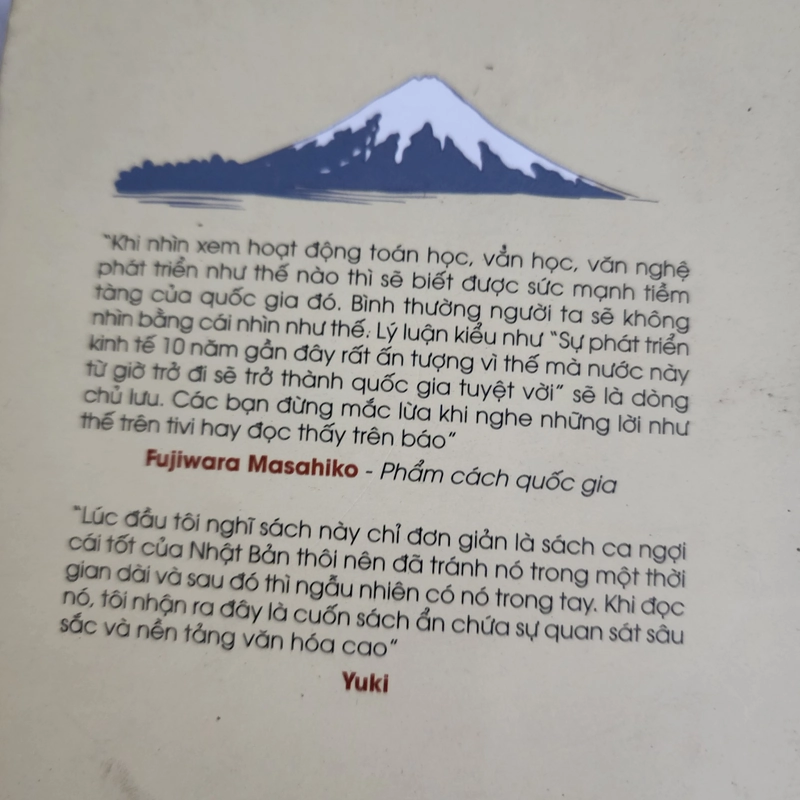 "Khi nhìn xem hoạt động toán học, vản học, văn nghệ
phát triển như thế nào thì sẽ biết được sức mạnh tiềm
tàng của quốc gia đó. Bình thường người ta sẽ không
nhìn bằng cái nhìn như thế. Lý luận kiểu như "Sự phát triển
kinh tế 10 năm gần đây rất ấn tượng vì thế mà nước này
từ giờ trở đi sẽ trở thành quốc gia tuyệt vời" sẽ là dòng
chủ lưu. Các bạn đừng mắc lừa khi nghe những lời như
thế trên tivi hay đọc thấy trên báo"
Fujiwara Masahiko - Phẩm cách quốc gia
"Lúc đầu tôi nghĩ sách này chỉ đơn giản là sách ca ngợi
cái tốt của Nhật Bản thôi nên đã tránh nó trong một thời
gian dài và sau đó thì ngẫu nhiên có nó trong tay. Khi đọc
nó, tôi nhận ra đây là cuốn sách ẩn chứa sự quan sát sâu
sắc và nền tảng văn hóa cao"
Yuki